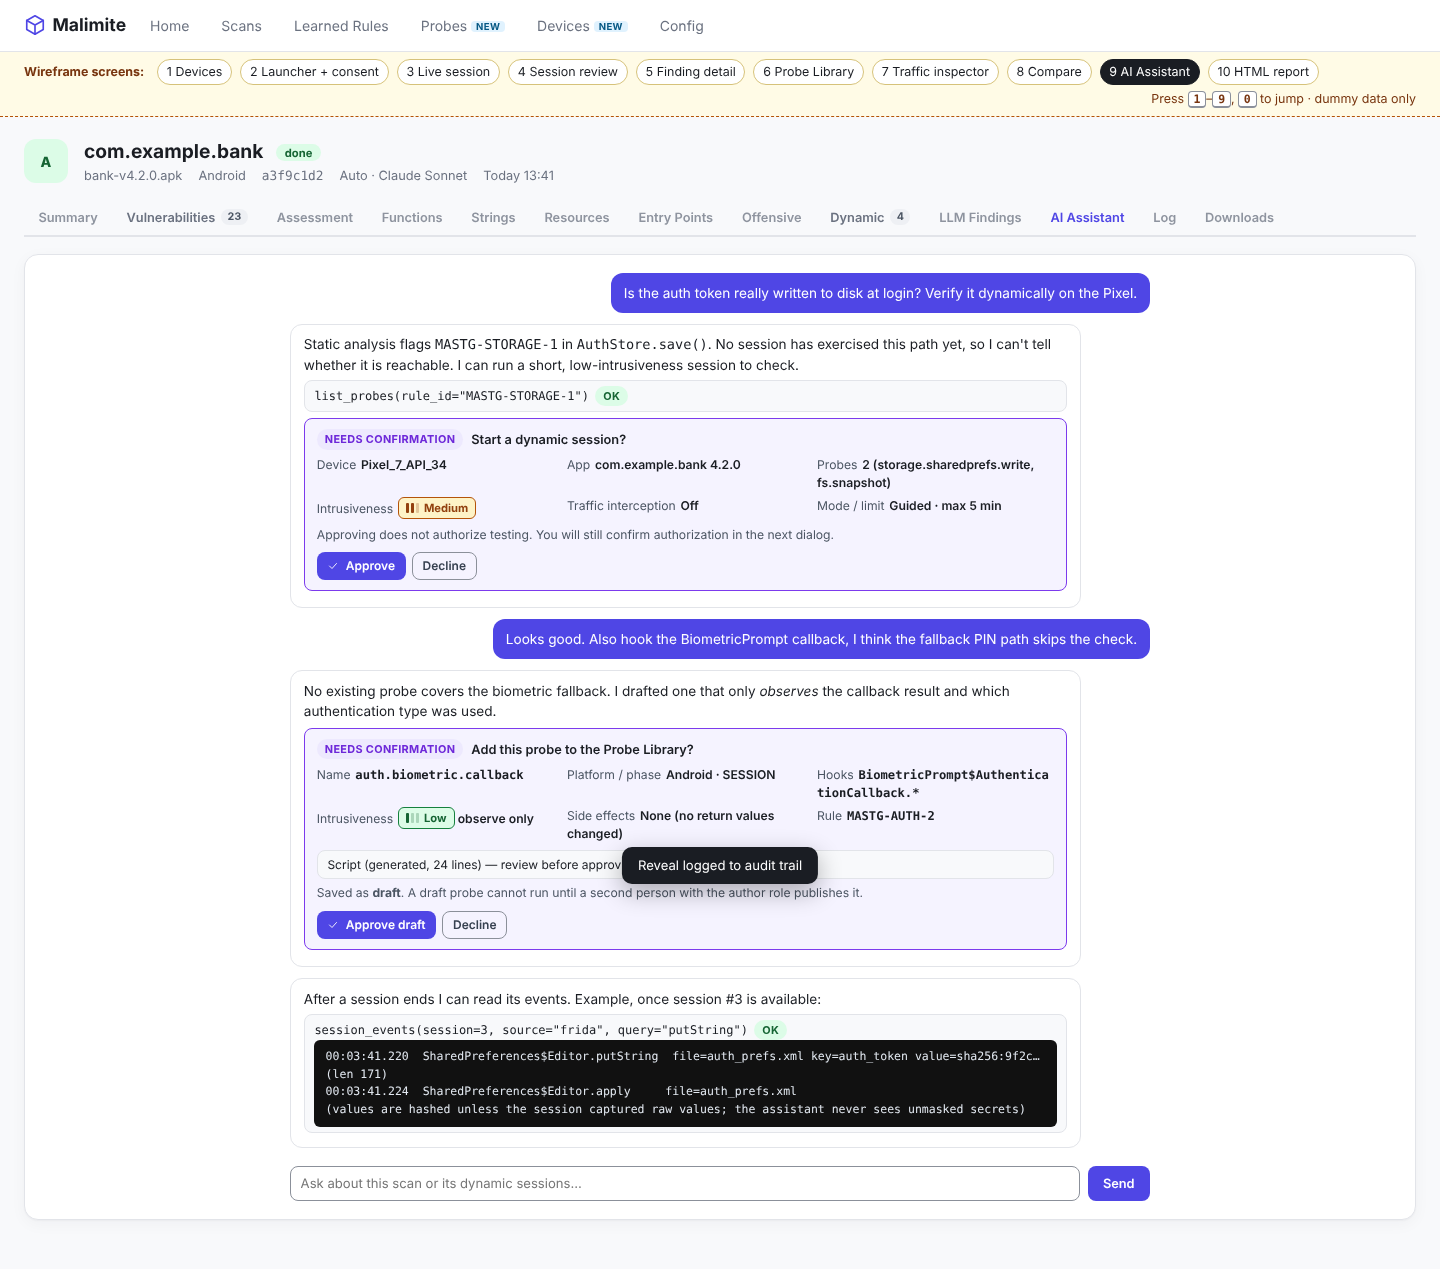 Malimite Home Scans Learned Rules Probes NEW Devices NEW Config
Wireframe screens: 1 Devices 2 Launcher + consent 3 Live session 4 Session review 5 Finding detail 6 Probe Library 7 Traffic inspector 8 Compare 9 AI Assistant 10 HTML report
Press 1–9, 0 to jump · dummy data only
A
com.example.bank done
bank-v4.2.0.apk Android a3f9c1d2 Auto · Claude Sonnet Today 13:41
Summary Vulnerabilities 23 Assessment Functions Strings Resources Entry Points Offensive Dynamic 4 LLM Findings AI Assistant Log Downloads
Is the auth token really written to disk at login? Verify it dynamically on the Pixel.
Static analysis flags MASTG-STORAGE-1 in AuthStore.save(). No session has exercised this path yet, so I can't tell
whether it is reachable. I can run a short, low-intrusiveness session to check.
list_probes(rule_id="MASTG-STORAGE-1") OK
NEEDS CONFIRMATION Start a dynamic session?
Device Pixel_7_API_34 App com.example.bank 4.2.0 Probes 2 (storage.sharedprefs.write,
fs.snapshot)
Intrusiveness Medium Traffic interception Off Mode / limit Guided · max 5 min
Approving does not authorize testing. You will still confirm authorization in the next dialog.
✓ Approve Decline
Looks good. Also hook the BiometricPrompt callback, I think the fallback PIN path skips the check.
No existing probe covers the biometric fallback. I drafted one that only observes the callback result and which
authentication type was used.
NEEDS CONFIRMATION Add this probe to the Probe Library?
Name auth.biometric.callback Platform / phase Android · SESSION Hooks BiometricPrompt$Authentica
tionCallback.*
Intrusiveness Low observe only Side effects None (no return values Rule MASTG-AUTH-2
changed)
Script (generated, 24 lines) — review before approv
Reveal logged to audit trail
Saved as draft. A draft probe cannot run until a second person with the author role publishes it.
✓ Approve draft Decline
After a session ends I can read its events. Example, once session #3 is available:
session_events(session=3, source="frida", query="putString") OK
00:03:41.220 SharedPreferences$Editor.putString file=auth_prefs.xml key=auth_token value=sha256:9f2c…
(len 171)
00:03:41.224 SharedPreferences$Editor.apply file=auth_prefs.xml
(values are hashed unless the session captured raw values; the assistant never sees unmasked secrets)
Ask about this scan or its dynamic sessions... Send